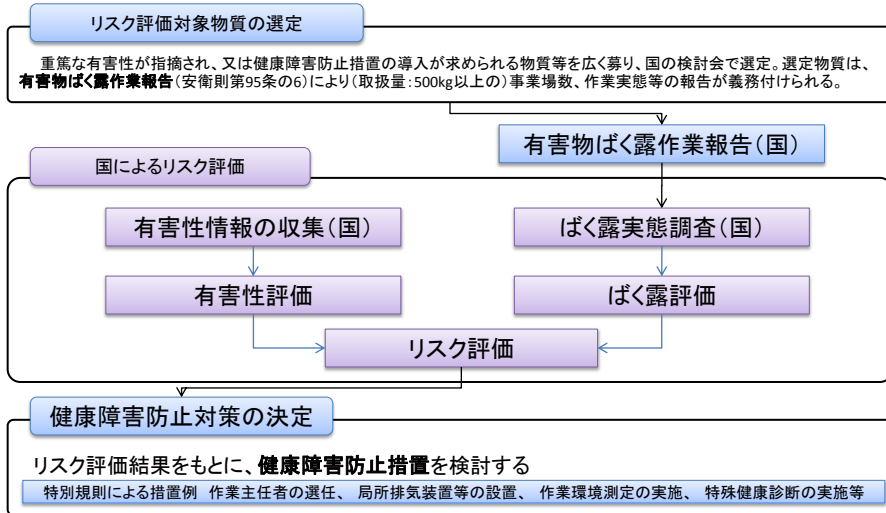 リスク評価対象物質の選定
重篤な有害性が指摘され、又は健康障害防止措置の導入が求められる物質等を広く募り、国の検討会で選定。選定物質は、
有害物ばく露作業報告(安衛則第95条の6)により(取扱量:500kg以上の)事業場数、作業実態等の報告が義務付けられる。
有害物ばく露作業報告(国)
国によるリスク評価
有害性情報の収集(国)
ばく露実態調査(国)
有害性評価
ばく露評価
リスク評価
健康障害防止対策の決定
リスク評価結果をもとに、健康障害防止措置を検討する
特別規則による措置例 作業主任者の選任、 局所排気装置等の設置、 作業環境測定の実施、 特殊健康診断の実施等